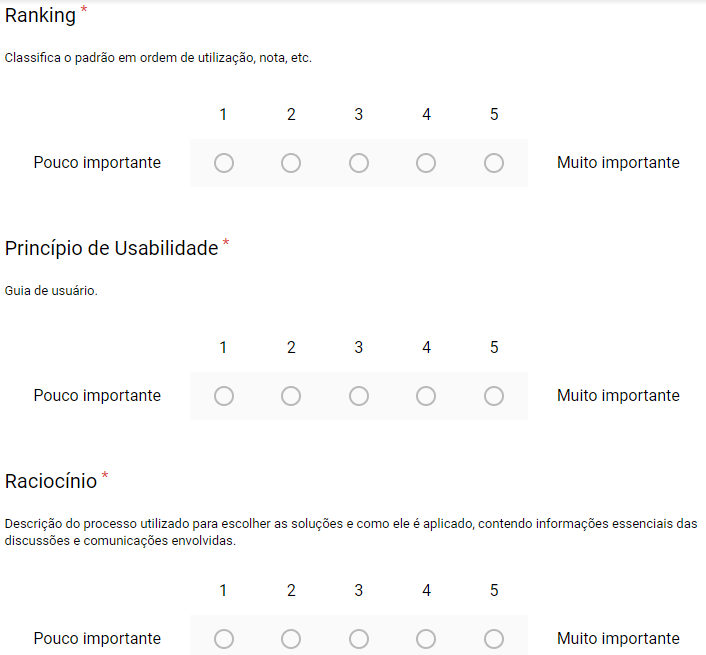 Ranking *
Classifica o padrão em ordem de utilização, nota, etc.
1 2 3 4 5
Pouco importante Muito importante
Princípio de Usabilidade *
Guia de usuário.
1 2 3 4 5
Pouco importante Muito importante
Raciocínio *
Descrição do processo utilizado para escolher as soluções e como ele é aplicado, contendo informações essenciais das
discussões e comunicações envolvidas.
1 2 3 4 5
Pouco importante Muito importante